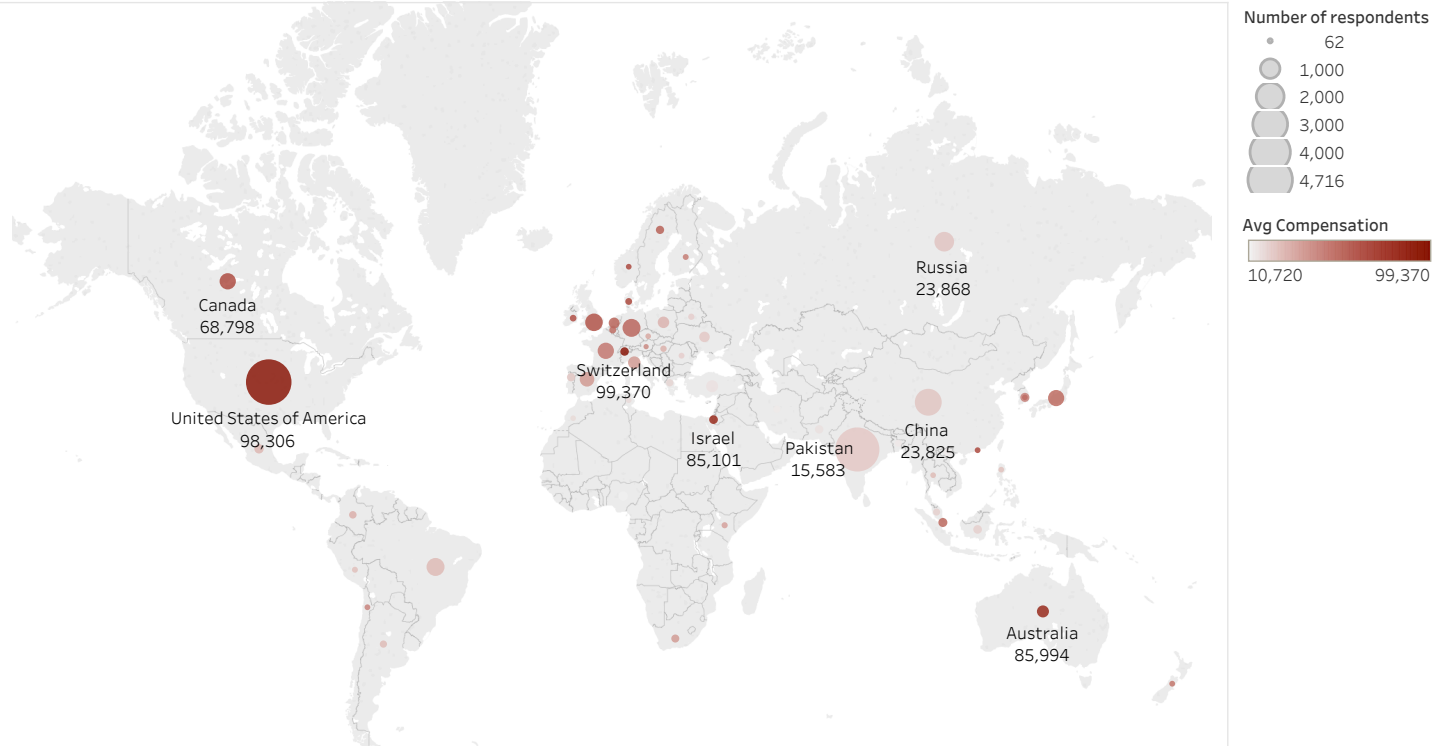 Number of respondents
62
1,000
2,000
3,000
4,000
4,716
Avg Compensation
10,720 99,370
Russia
23,868
Canada
68,798
Switzerland
99,370
United States of America
98,306
Israel
85,101
Pakistan
15,583
China
23,825
Australia
85,994